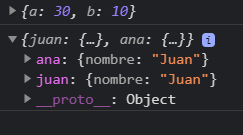 ▶ {a: 30, b: 10}
▼ {juan: {…}, ana: {…}} i
▶ ana: {nombre: "Juan"}
▶ juan: {nombre: "Juan"}
▶ __proto__: Object